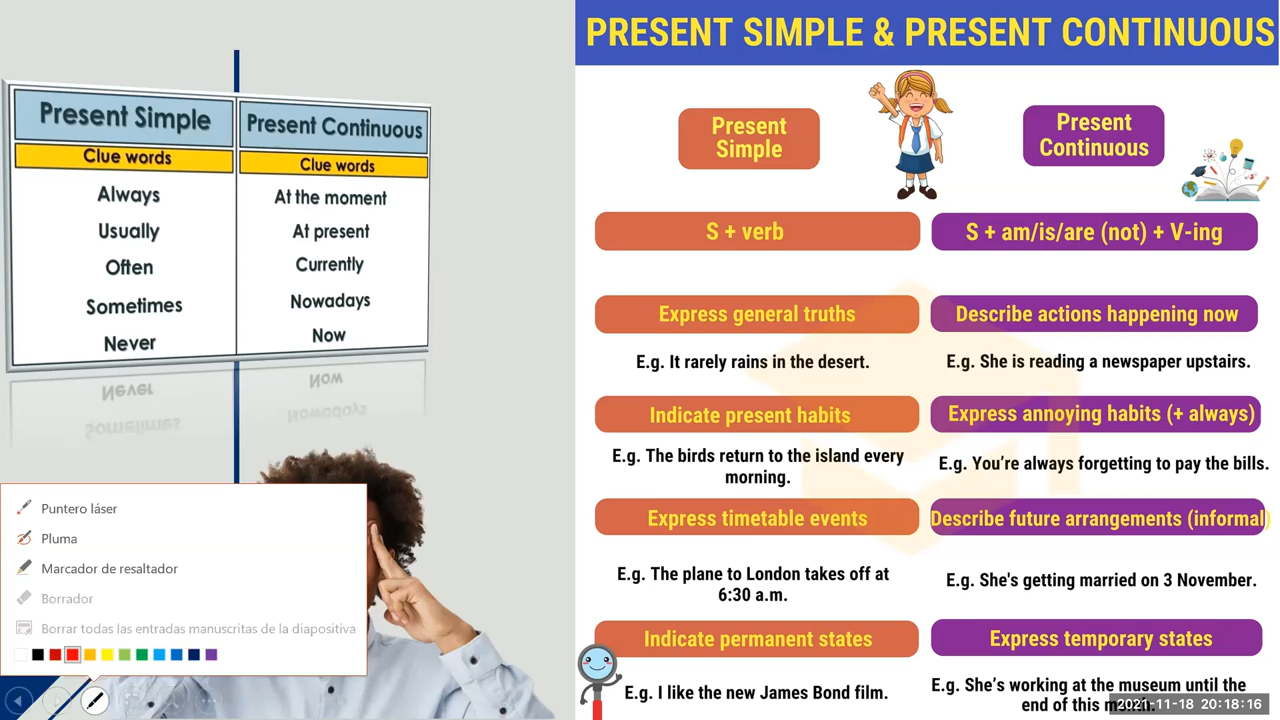 PRESENT SIMPLE & PRESENT CONTINUOUS
Present Simple
Present Continuous
Clue words
Clue words
Always
At the moment
Usually
At present
Often
Currently
Sometimes
Nowadays
Never
Now
Never
Now
Sometimes
Nowadays
Present
Simple
Present
Continuous
S + verb
S + am/is/are (not) + V-ing
Express general truths
Describe actions happening now
E.g. It rarely rains in the desert.
E.g. She is reading a newspaper upstairs.
Indicate present habits
Express annoying habits (+ always)
E.g. The birds return to the island every
morning.
E.g. You're always forgetting to pay the bills.
Express timetable events
Describe future arrangements (informal)
E.g. The plane to London takes off at
6:30 a.m.
E.g. She's getting married on 3 November.
Indicate permanent states
Express temporary states
E.g. I like the new James Bond film.
E.g. She's working at the museum until the
end of this month.
Puntero láser
Pluma
Marcador de resaltador
Borrador
Borrar todas las entradas manuscritas de la diapositiva
2021-11-18 20:18:16